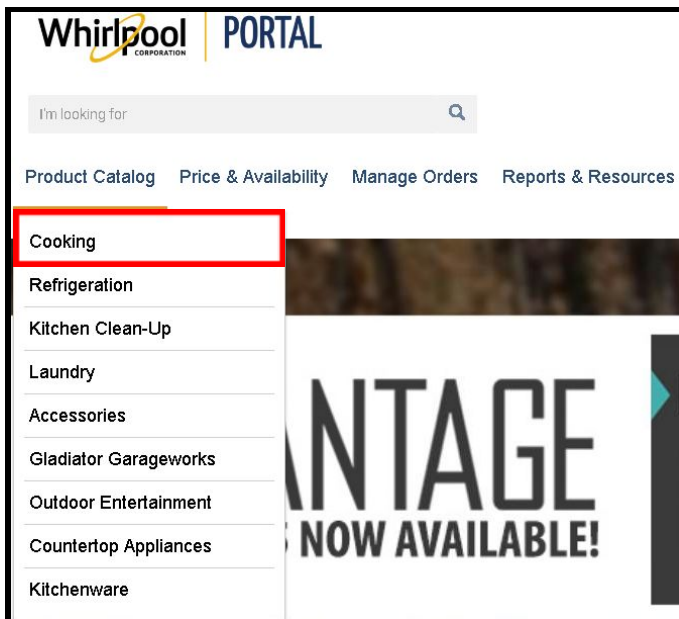 Whirlpool PORTAL
CORPORATION
I'm looking for
Product Catalog Price & Availability Manage Orders Reports & Resources
Cooking
Refrigeration
Kitchen Clean-Up
Laundry
Accessories
Gladiator Garageworks
Outdoor Entertainment
Countertop Appliances
Kitchenware
NTAGE
NOW AVAILABLE!